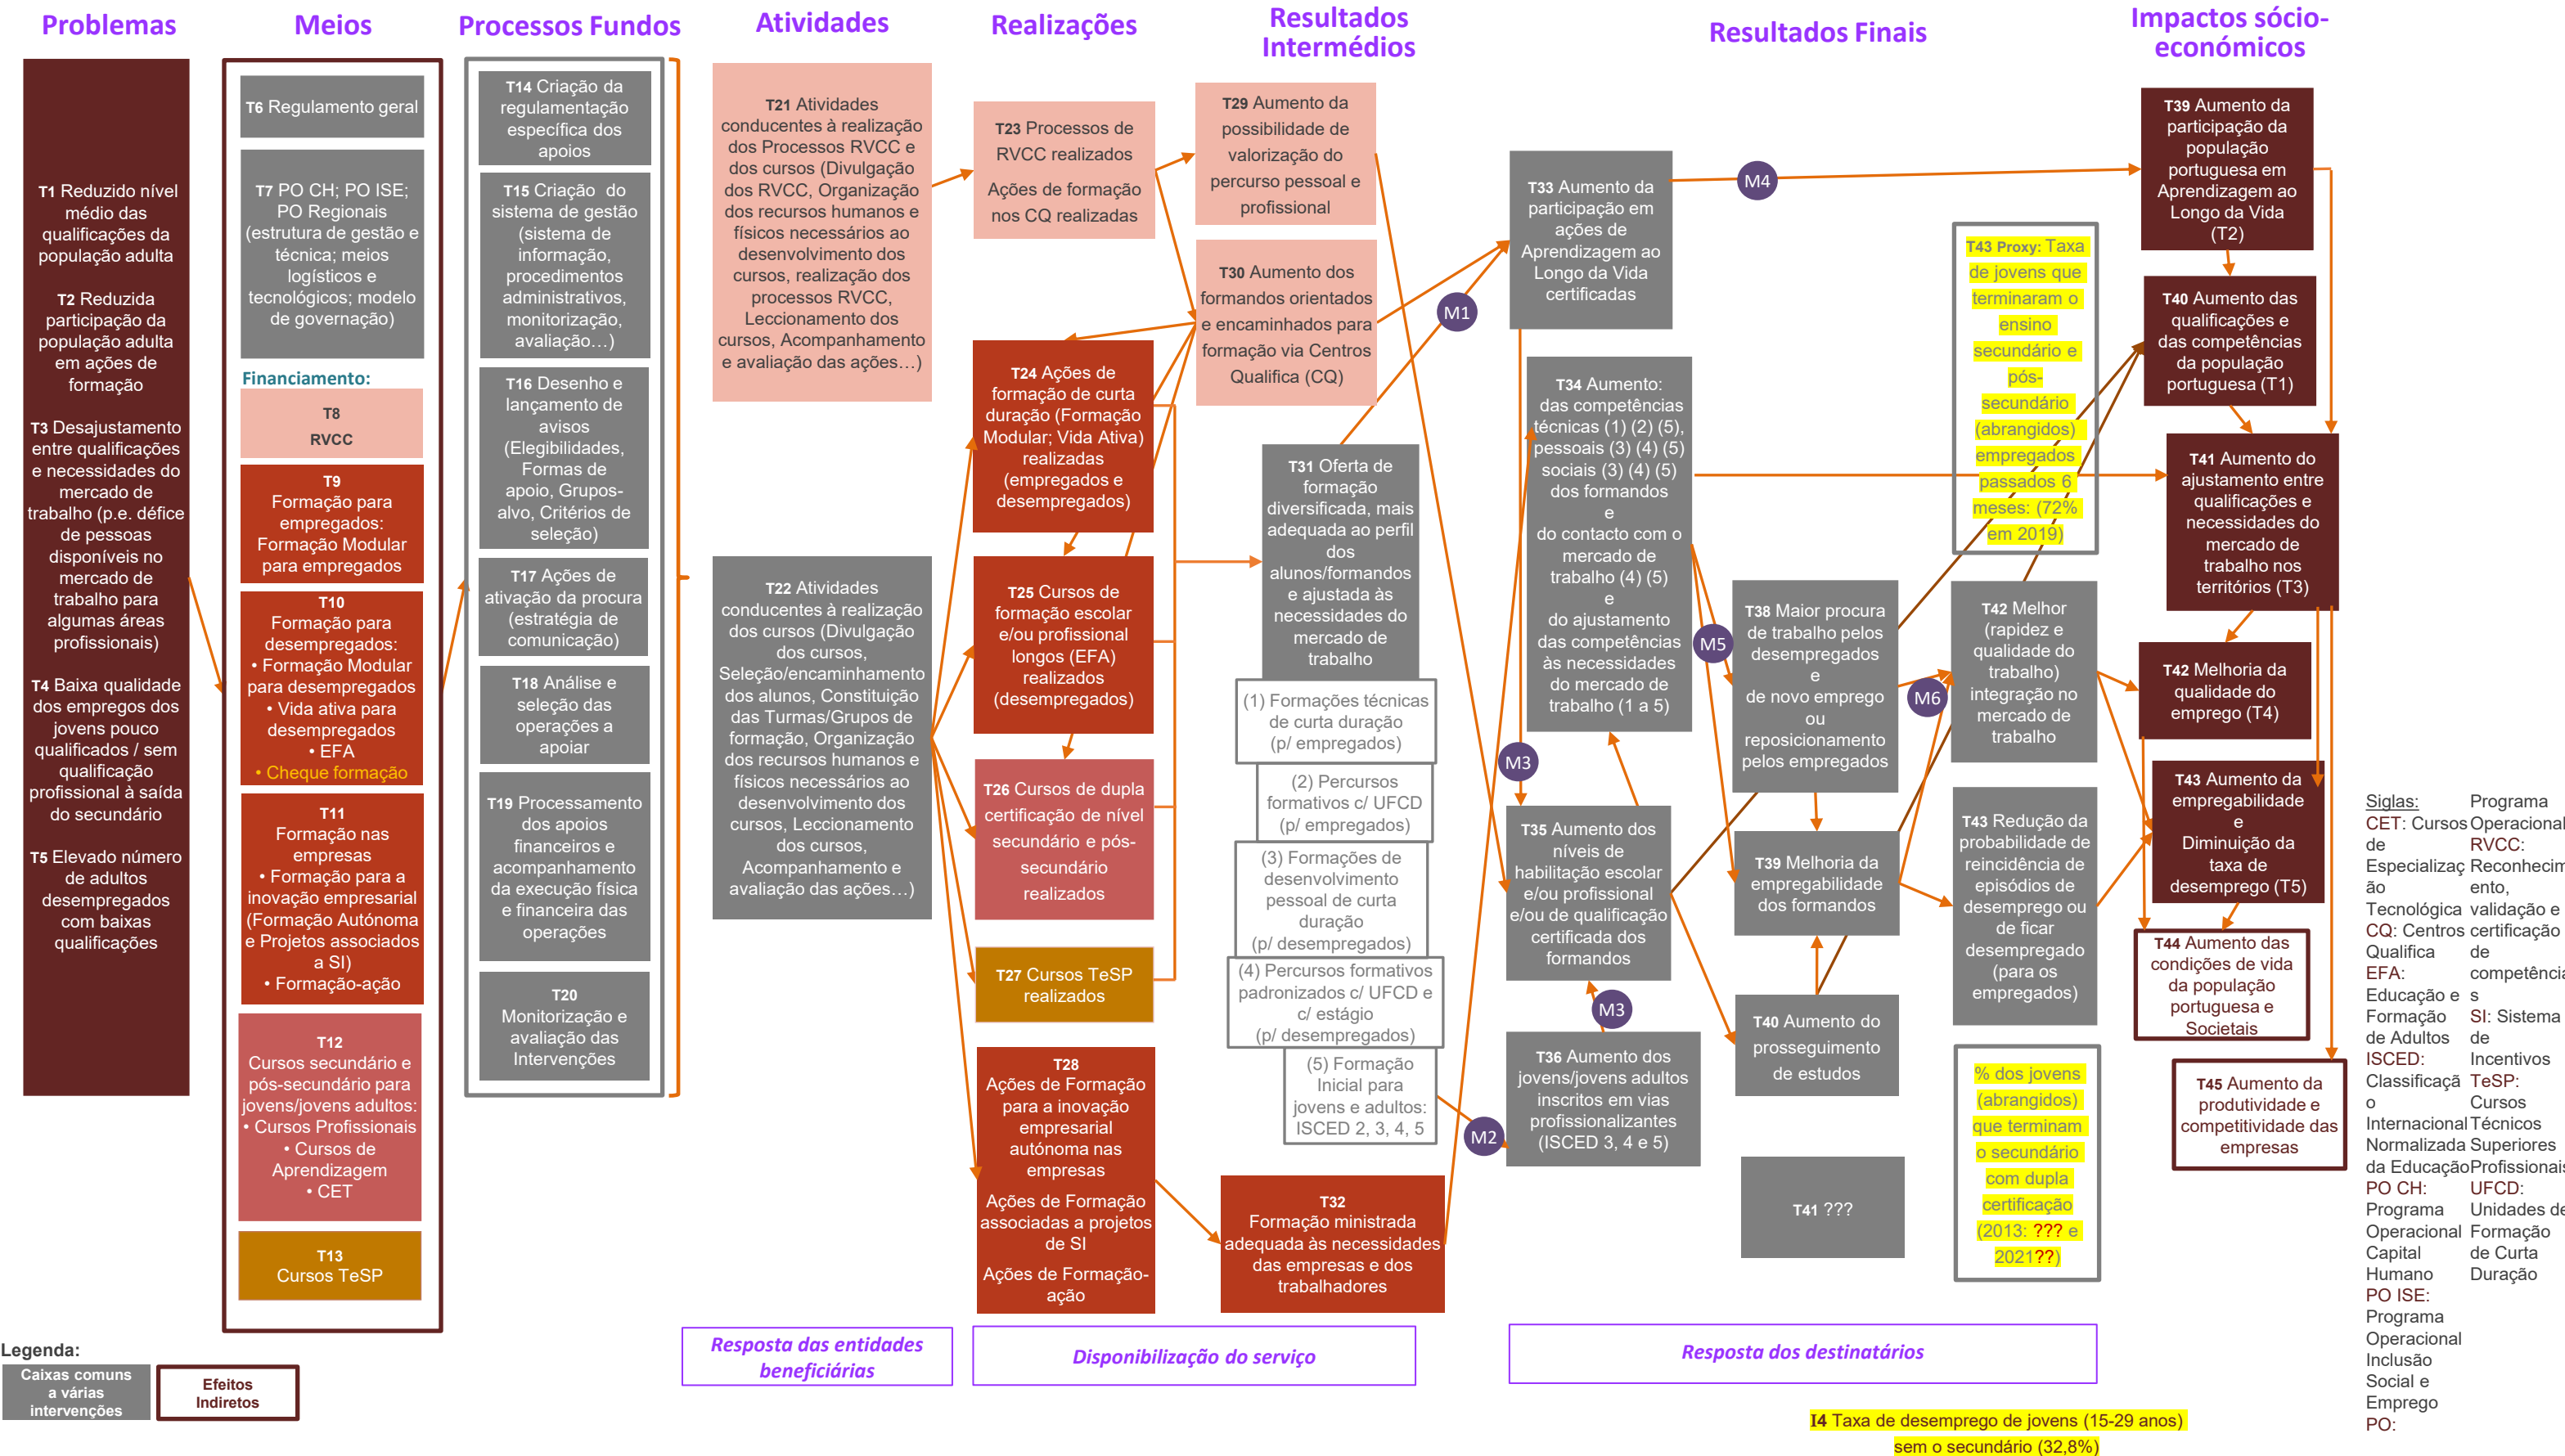 Problemas
Meios
Processos Fundos
Atividades
Realizações
Resultados
Intermédios
Resultados Finais
Impactos sócio-
económicos
T1 Reduzido nível
médio das
qualificações da
população adulta
T2 Reduzida
participação da
população adulta
em ações de
formação
T3 Desajustamento
entre qualificações
e necessidades do
mercado de
trabalho (p.e. défice
de pessoas
disponíveis no
mercado de
trabalho para
algumas áreas
profissionais)
T4 Baixa qualidade
dos empregos dos
jovens pouco
qualificados / sem
qualificação
profissional à saída
do secundário
T5 Elevado número
de adultos
desempregados
com baixas
qualificações
T6 Regulamento geral
T7 PO CH; PO ISE;
PO Regionais
(estrutura de gestão e
técnica; meios
logísticos e
tecnológicos; modelo
de governação)
Financiamento:
T8
RVCC
T9
Formação para
empregados:
Formação Modular
para empregados
T10
Formação para
desempregados:
• Formação Modular
para desempregados
• Vida ativa para
desempregados
• EFA
• Cheque formação
T11
Formação nas
empresas
• Formação para a
inovação empresarial
(Formação Autónoma
e Projetos associados
a SI)
• Formação-ação
T12
Cursos secundário e
pós-secundário para
jovens/jovens adultos:
• Cursos Profissionais
• Cursos de
Aprendizagem
• CET
T13
Cursos TeSP
T14 Criação da
regulamentação
específica dos
apoios
T15 Criação do
sistema de gestão
(sistema de
informação,
procedimentos
administrativos,
monitorização,
avaliação…)
T16 Desenho e
lançamento de
avisos
(Elegibilidades,
Formas de
apoio, Grupos-
alvo, Critérios de
seleção)
T17 Ações de
ativação da procura
(estratégia de
comunicação)
T18 Análise e
seleção das
operações a
apoiar
T19 Processamento
dos apoios
financeiros e
acompanhamento
da execução física
e financeira das
operações
T20
Monitorização e
avaliação das
Intervenções
T21 Atividades
conducentes à realização
dos Processos RVCC e
dos cursos (Divulgação
dos RVCC, Organização
dos recursos humanos e
físicos necessários ao
desenvolvimento dos
cursos, realização dos
processos RVCC,
Leccionamento dos
cursos, Acompanhamento
e avaliação das ações…)
T22 Atividades
conducentes à realização
dos cursos (Divulgação
dos cursos,
Seleção/encaminhamento
dos alunos, Constituição
das Turmas/Grupos de
formação, Organização
dos recursos humanos e
físicos necessários ao
desenvolvimento dos
cursos, Leccionamento
dos cursos,
Acompanhamento e
avaliação das ações…)
T23 Processos de
RVCC realizados
Ações de formação
nos CQ realizadas
T24 Ações de
formação de curta
duração (Formação
Modular; Vida Ativa)
realizadas
(empregados e
desempregados)
T25 Cursos de
formação escolar
e/ou profissional
longos (EFA)
realizados
(desempregados)
T26 Cursos de dupla
certificação de nível
secundário e pós-
secundário
realizados
T27 Cursos TeSP
realizados
T28
Ações de Formação
para a inovação
empresarial
autónoma nas
empresas
Ações de Formação
associadas a projetos
de SI
Ações de Formação-
ação
T29 Aumento da
possibilidade de
valorização do
percurso pessoal e
profissional
T30 Aumento dos
formandos orientados
e encaminhados para
formação via Centros
Qualifica (CQ)
T31 Oferta de
formação
diversificada, mais
adequada ao perfil
dos
alunos/formandos
e ajustada às
necessidades do
mercado de
trabalho
(1) Formações técnicas
de curta duração
(p/ empregados)
(2) Percursos
formativos c/ UFCD
(p/ empregados)
(3) Formações de
desenvolvimento
pessoal de curta
duração
(p/ desempregados)
(4) Percursos formativos
padronizados c/ UFCD e
c/ estágio
(p/ desempregados)
(5) Formação
Inicial para
jovens e adultos:
ISCED 2, 3, 4, 5
T32
Formação ministrada
adequada às necessidades
das empresas e dos
trabalhadores
M1
M2
M3
M3
M4
M5
M6
T33 Aumento da
participação em
ações de
Aprendizagem ao
Longo da Vida
certificadas
T34 Aumento:
das competências
técnicas (1) (2) (5),
pessoais (3) (4) (5)
sociais (3) (4) (5)
dos formandos
e
do contacto com o
mercado de
trabalho (4) (5)
e
do ajustamento
das competências
às necessidades
do mercado de
trabalho (1 a 5)
T35 Aumento dos
níveis de
habilitação escolar
e/ou profissional
e/ou de qualificação
certificada dos
formandos
T36 Aumento dos
jovens/jovens adultos
inscritos em vias
profissionalizantes
(ISCED 3, 4 e 5)
T38 Maior procura
de trabalho pelos
desempregados
e
de novo emprego
ou
reposicionamento
pelos empregados
T39 Melhoria da
empregabilidade
dos formandos
T40 Aumento do
prosseguimento
de estudos
T41 ???
T43 Proxy: Taxa
de jovens que
terminaram o
ensino
secundário e
pós-
secundário
(abrangidos)
empregados
passados 6
meses: (72%
em 2019)
T42 Melhor
(rapidez e
qualidade do
trabalho)
integração no
mercado de
trabalho
T43 Redução da
probabilidade de
reincidência de
episódios de
desemprego ou
de ficar
desempregado
(para os
empregados)
% dos jovens
(abrangidos)
que terminam
o secundário
com dupla
certificação
(2013: ??? e
2021??)
T39 Aumento da
participação da
população
portuguesa em
Aprendizagem ao
Longo da Vida
(T2)
T40 Aumento das
qualificações e
das competências
da população
portuguesa (T1)
T41 Aumento do
ajustamento entre
qualificações e
necessidades do
mercado de
trabalho nos
territórios (T3)
T42 Melhoria da
qualidade do
emprego (T4)
T43 Aumento da
empregabilidade
e
Diminuição da
taxa de
desemprego (T5)
T44 Aumento das
condições de vida
da população
portuguesa e
Societais
T45 Aumento da
produtividade e
competitividade das
empresas
Siglas:
CET: Cursos
de
Especializaç
ão
Tecnológica
CQ: Centros
Qualifica
EFA:
Educação e
Formação
de Adultos
ISCED:
Classificaçã
o
Internacional
Normalizada
da Educação
PO CH:
Programa
Operacional
Capital
Humano
PO ISE:
Programa
Operacional
Inclusão
Social e
Emprego
PO:
Programa
Operacional
RVCC:
Reconhecim
ento,
validação e
certificação
de
competência
s
SI: Sistema
de
Incentivos
TeSP:
Cursos
Técnicos
Superiores
Profissionais
UFCD:
Unidades de
Formação
de Curta
Duração
Resposta das entidades
beneficiárias
Disponibilização do serviço
Resposta dos destinatários
Legenda:
Caixas comuns
a várias
intervenções
Efeitos
Indiretos
I4 Taxa de desemprego de jovens (15-29 anos)
sem o secundário (32,8%)